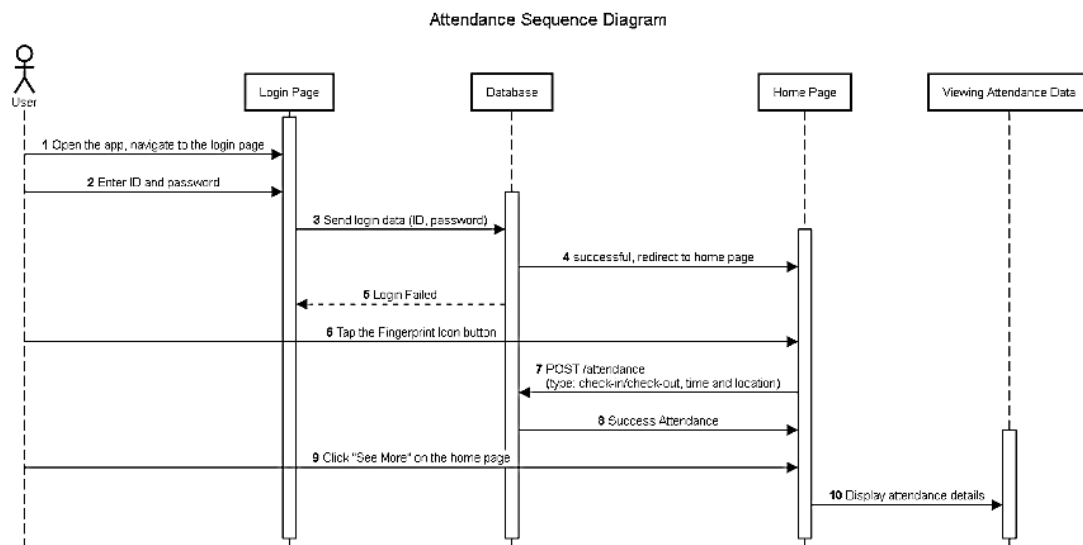 Attendance Sequence Diagram
User
Login Page
Database
Home Page
Viewing Attendance Data
1 Open the app, navigate to the login page
2 Enter ID and password
3 Send login data (ID, password)
4 successful, redirect to home page
5 Login Failed
6 Tap the Fingerprint Icon button
7 POST /attendance
(type: check-in/check-out, time and location)
8 Success Attendance
9 Click "See More" on the home page
10 Display attendance details